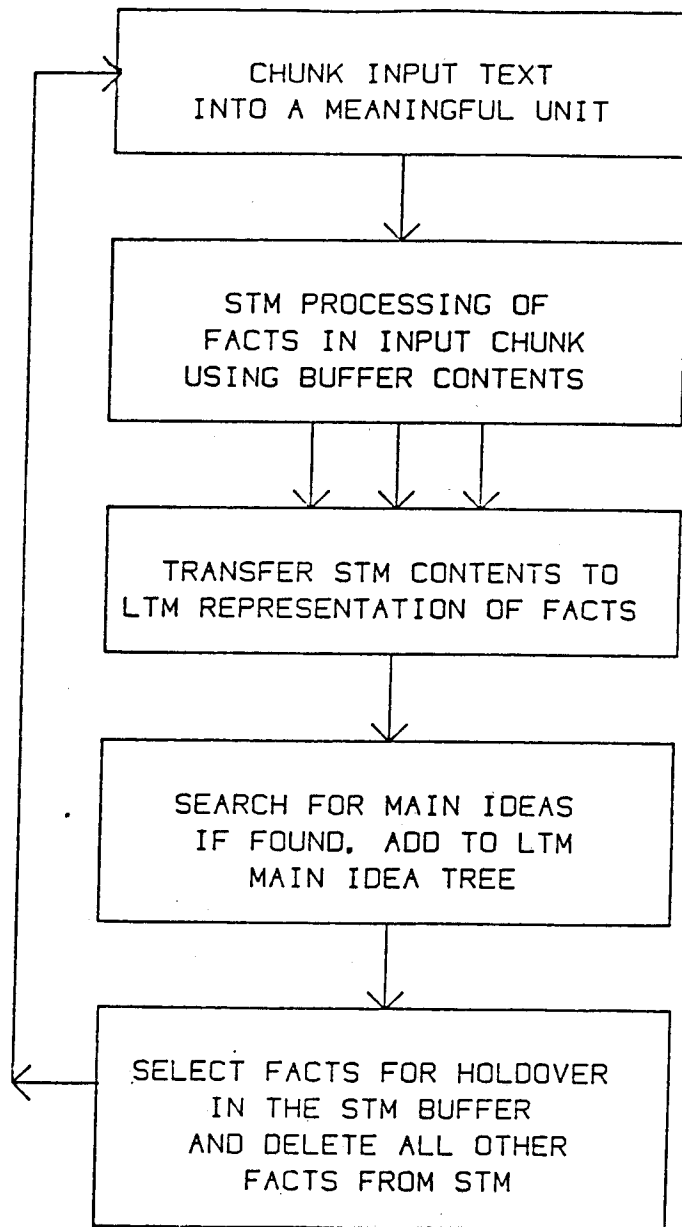 CHUNK INPUT TEXT
INTO A MEANINGFUL UNIT
STM PROCESSING OF
FACTS IN INPUT CHUNK
USING BUFFER CONTENTS
TRANSFER STM CONTENTS TO
LTM REPRESENTATION OF FACTS
SEARCH FOR MAIN IDEAS
IF FOUND, ADD TO LTM
MAIN IDEA TREE
SELECT FACTS FOR HOLDOVER
IN THE STM BUFFER
AND DELETE ALL OTHER
FACTS FROM STM